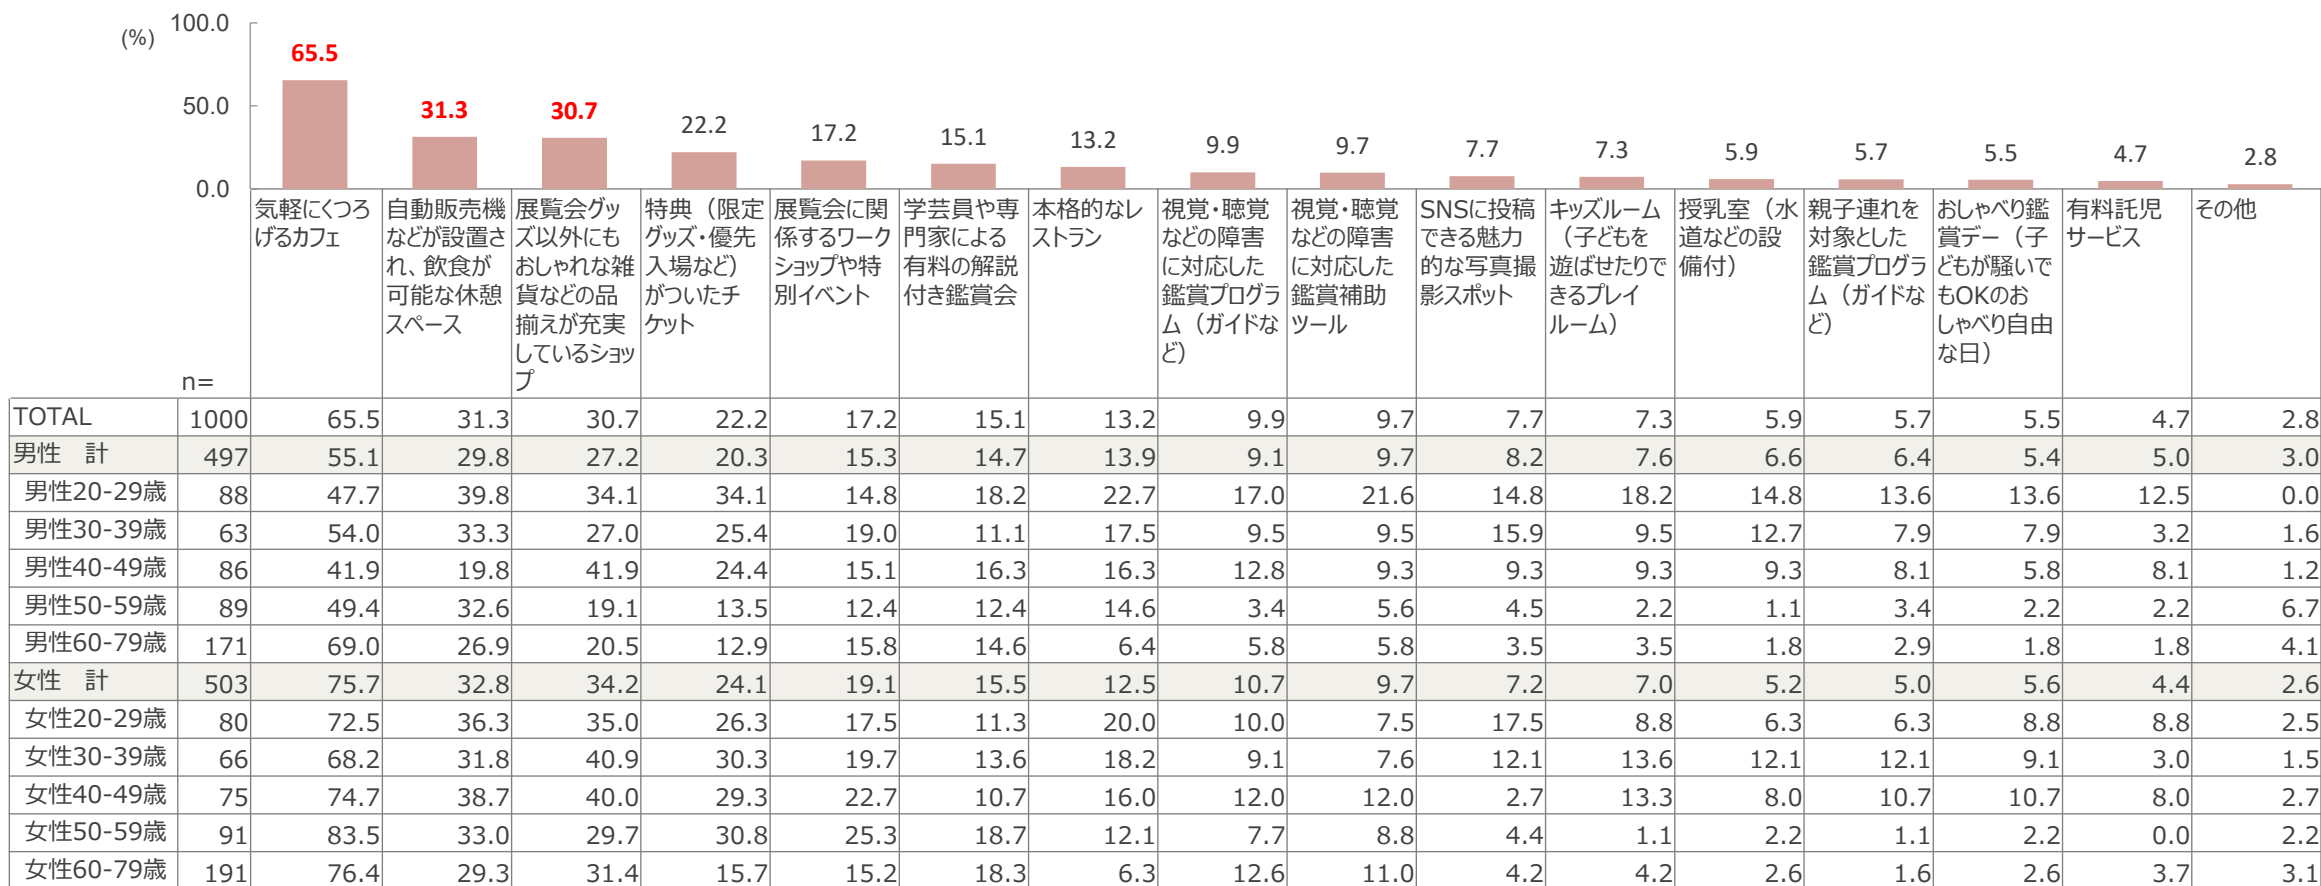 (%)
100.0
50.0
0.0
65.5
31.3
30.7
22.2
17.2
15.1
13.2
9.9
9.7
7.7
7.3
5.9
5.7
5.5
4.7
2.8
n=
気軽にくつろ
げるカフェ
自動販売機
などが設置さ
れ、飲食が
可能な休憩
スペース
展覧会グッ
ズ以外にも
おしゃれな雑
貨などの品
揃えが充実
しているショッ
プ
特典（限定
グッズ・優先
入場など）
がついたチ
ケット
展覧会に関
係するワーク
ショップや特
別イベント
学芸員や専
門家による
有料の解説
付き鑑賞会
本格的なレ
ストラン
視覚・聴覚
などの障害
に対応した
鑑賞プログラ
ム（ガイドな
ど）
視覚・聴覚
などの障害
に対応した
鑑賞補助
ツール
SNSに投稿
できる魅力
的な写真撮
影スポット
キッズルーム
（子どもを
遊ばせたりで
きるプレイ
ルーム）
授乳室（水
道などの設
備付）
親子連れを
対象とした
鑑賞プログラ
ム（ガイドな
ど）
おしゃべり鑑
賞デー（子
どもが騒いで
もOKのお
しゃべり自由
な日）
有料託児
サービス
その他
TOTAL 1000 65.5 31.3 30.7 22.2 17.2 15.1 13.2 9.9 9.7 7.7 7.3 5.9 5.7 5.5 4.7 2.8
男性　計 497 55.1 29.8 27.2 20.3 15.3 14.7 13.9 9.1 9.7 8.2 7.6 6.6 6.4 5.4 5.0 3.0
男性20-29歳 88 47.7 39.8 34.1 34.1 14.8 18.2 22.7 17.0 21.6 14.8 18.2 14.8 13.6 13.6 12.5 0.0
男性30-39歳 63 54.0 33.3 27.0 25.4 19.0 11.1 17.5 9.5 9.5 15.9 9.5 12.7 7.9 7.9 3.2 1.6
男性40-49歳 86 41.9 19.8 41.9 24.4 15.1 16.3 16.3 12.8 9.3 9.3 9.3 9.3 8.1 5.8 8.1 1.2
男性50-59歳 89 49.4 32.6 19.1 13.5 12.4 12.4 14.6 3.4 5.6 4.5 2.2 1.1 3.4 2.2 2.2 6.7
男性60-79歳 171 69.0 26.9 20.5 12.9 15.8 14.6 6.4 5.8 5.8 3.5 3.5 1.8 2.9 1.8 1.8 4.1
女性　計 503 75.7 32.8 34.2 24.1 19.1 15.5 12.5 10.7 9.7 7.2 7.0 5.2 5.0 5.6 4.4 2.6
女性20-29歳 80 72.5 36.3 35.0 26.3 17.5 11.3 20.0 10.0 7.5 17.5 8.8 6.3 6.3 8.8 8.8 2.5
女性30-39歳 66 68.2 31.8 40.9 30.3 19.7 13.6 18.2 9.1 7.6 12.1 13.6 12.1 12.1 9.1 3.0 1.5
女性40-49歳 75 74.7 38.7 40.0 29.3 22.7 10.7 16.0 12.0 12.0 2.7 13.3 8.0 10.7 10.7 8.0 2.7
女性50-59歳 91 83.5 33.0 29.7 30.8 25.3 18.7 12.1 7.7 8.8 4.4 1.1 2.2 1.1 2.2 0.0 2.2
女性60-79歳 191 76.4 29.3 31.4 15.7 15.2 18.3 6.3 12.6 11.0 4.2 4.2 2.6 1.6 2.6 3.7 3.1